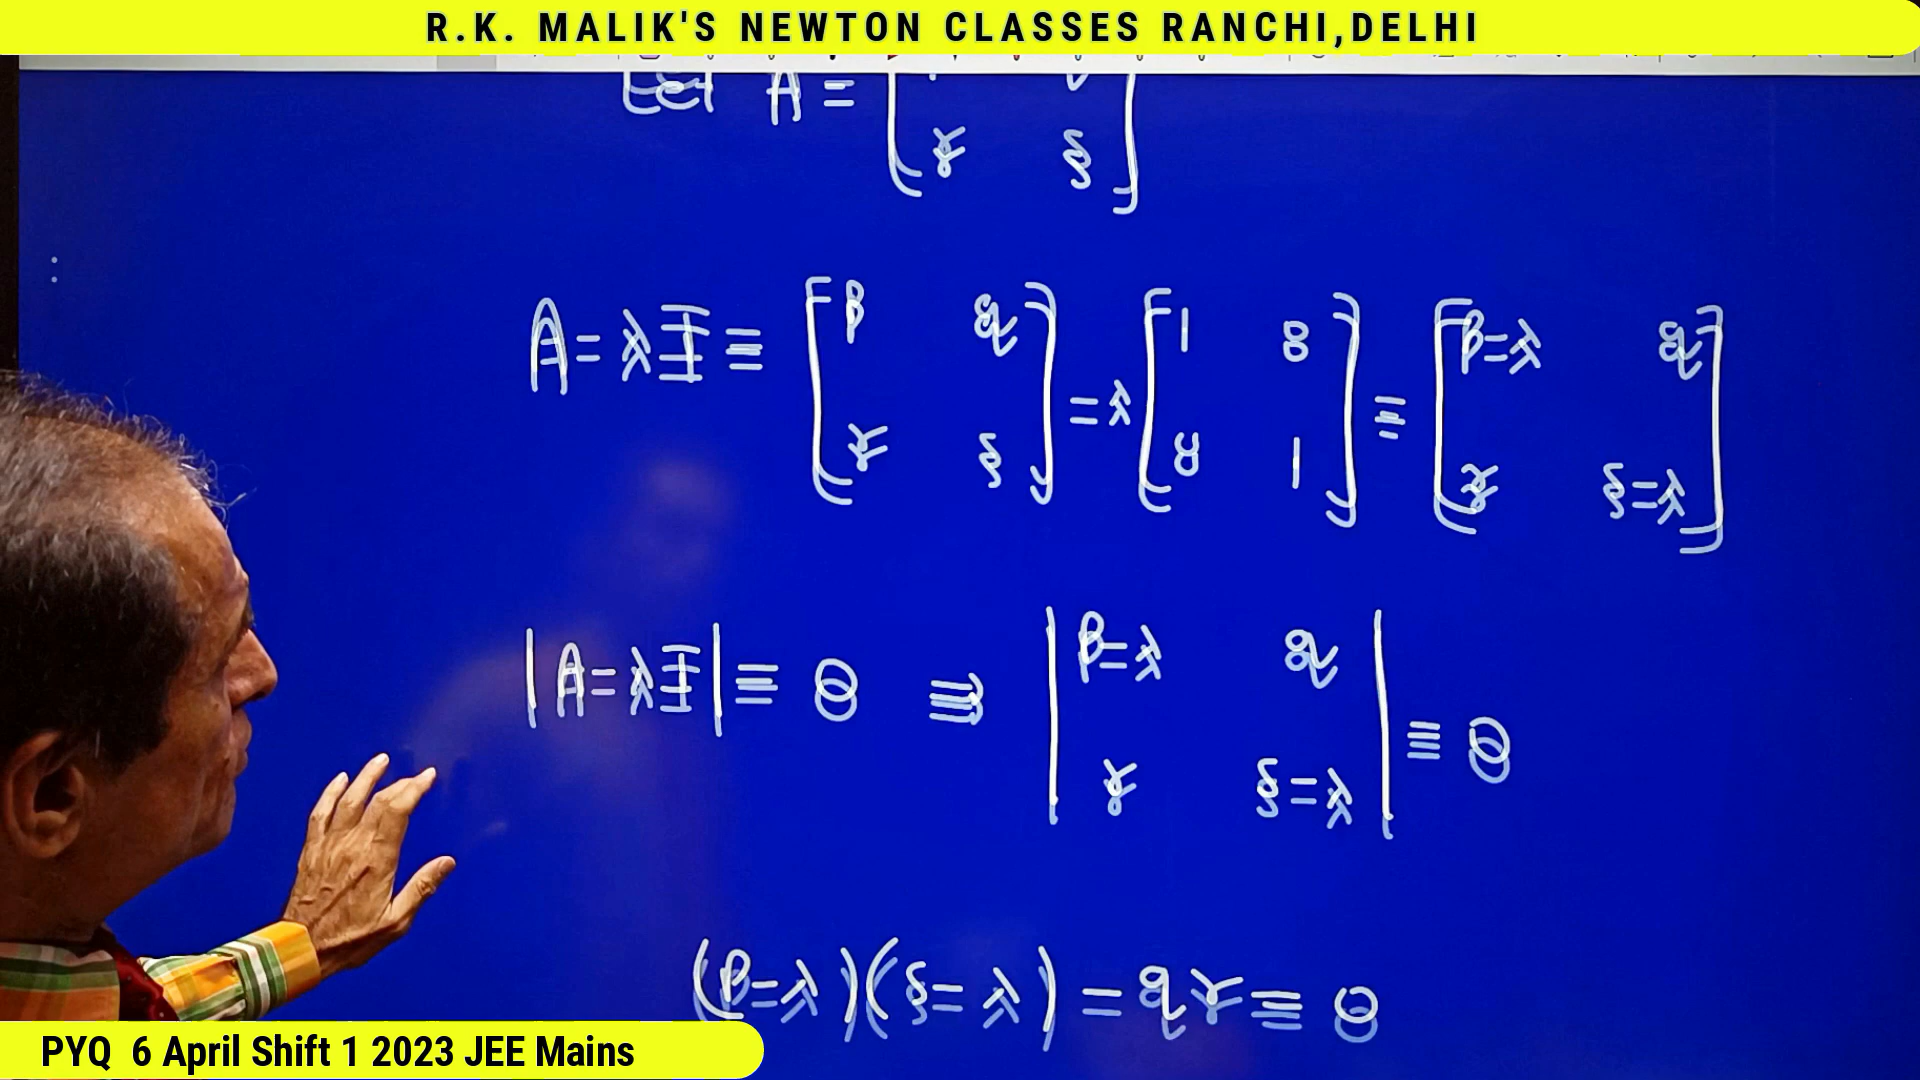 R.K. MALIK'S NEWTON CLASSES RANCHI,DELHI
Let A = [ r s ]
A - λI = [ p q r s ] - λ [ 1 0 0 1 ] = [ p-λ q r s-λ ]
|A - λI| = 0 ⇒ | p-λ q r s-λ | = 0
(p-λ)(s-λ) - qr = 0
PYQ 6 April Shift 1 2023 JEE Mains